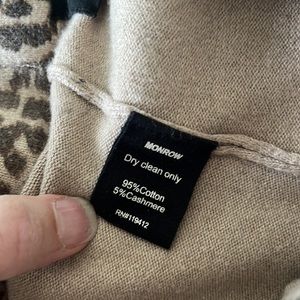 MONROW
Dry clean only
95%Cotton
5%Cashmere
RN#119412